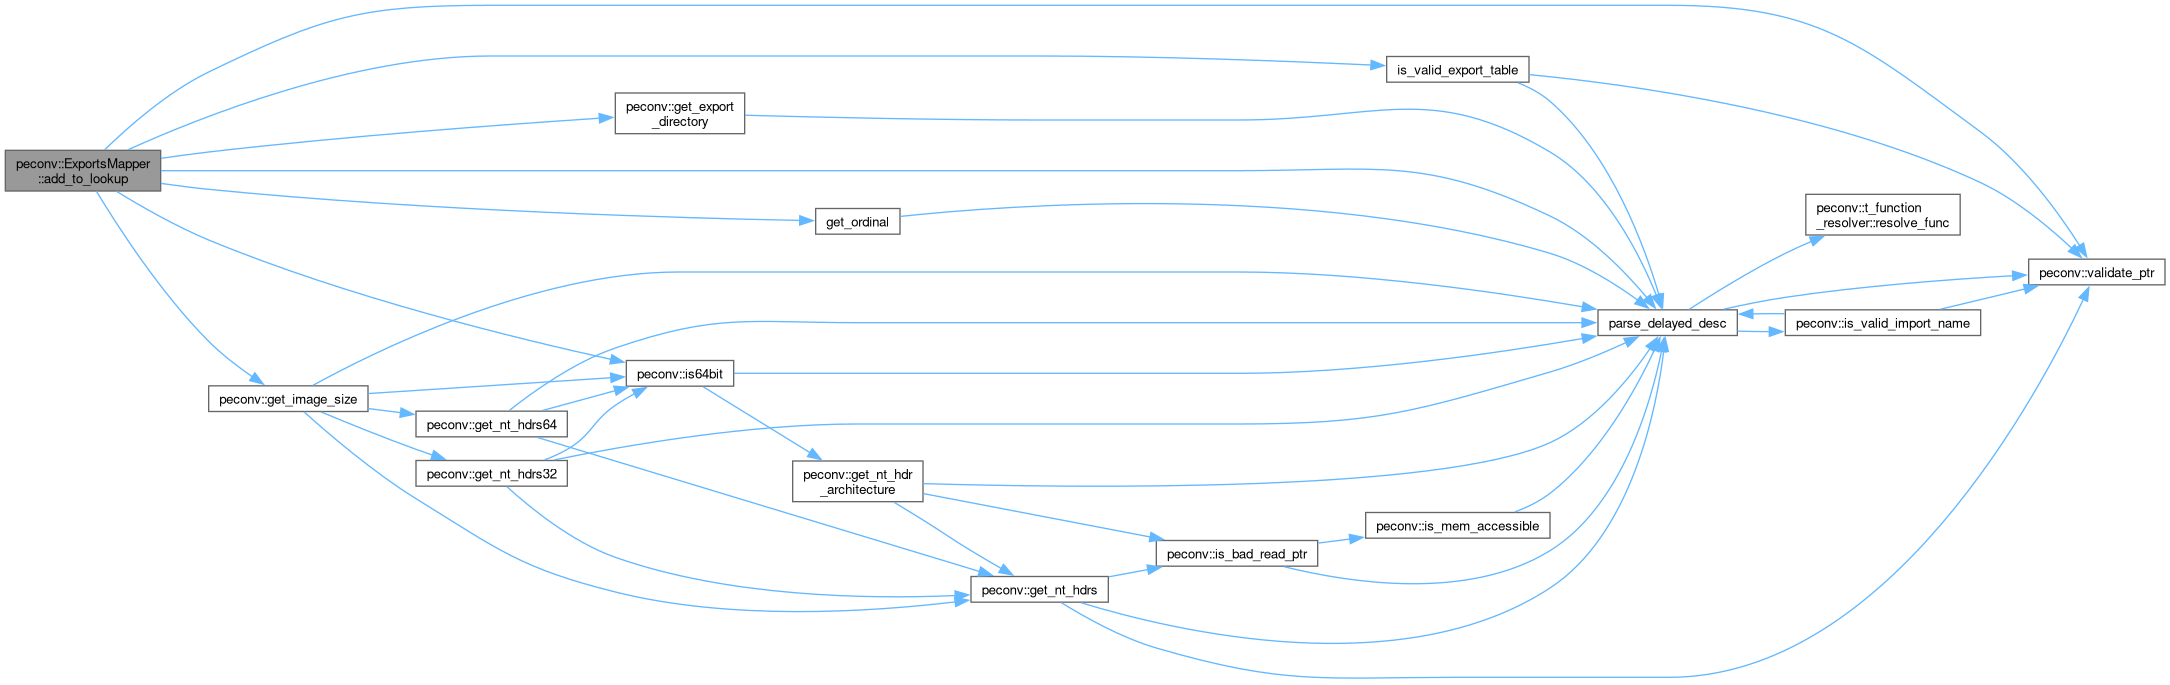 peconv::ExportsMapper
::add_to_lookup
peconv::get_export
_directory
is_valid_export_table
get_ordinal
peconv::t_function
_resolver::resolve_func
peconv::validate_ptr
parse_delayed_desc
peconv::is_valid_import_name
peconv::is64bit
peconv::get_image_size
peconv::get_nt_hdrs64
peconv::get_nt_hdrs32
peconv::get_nt_hdr
_architecture
peconv::is_mem_accessible
peconv::is_bad_read_ptr
peconv::get_nt_hdrs